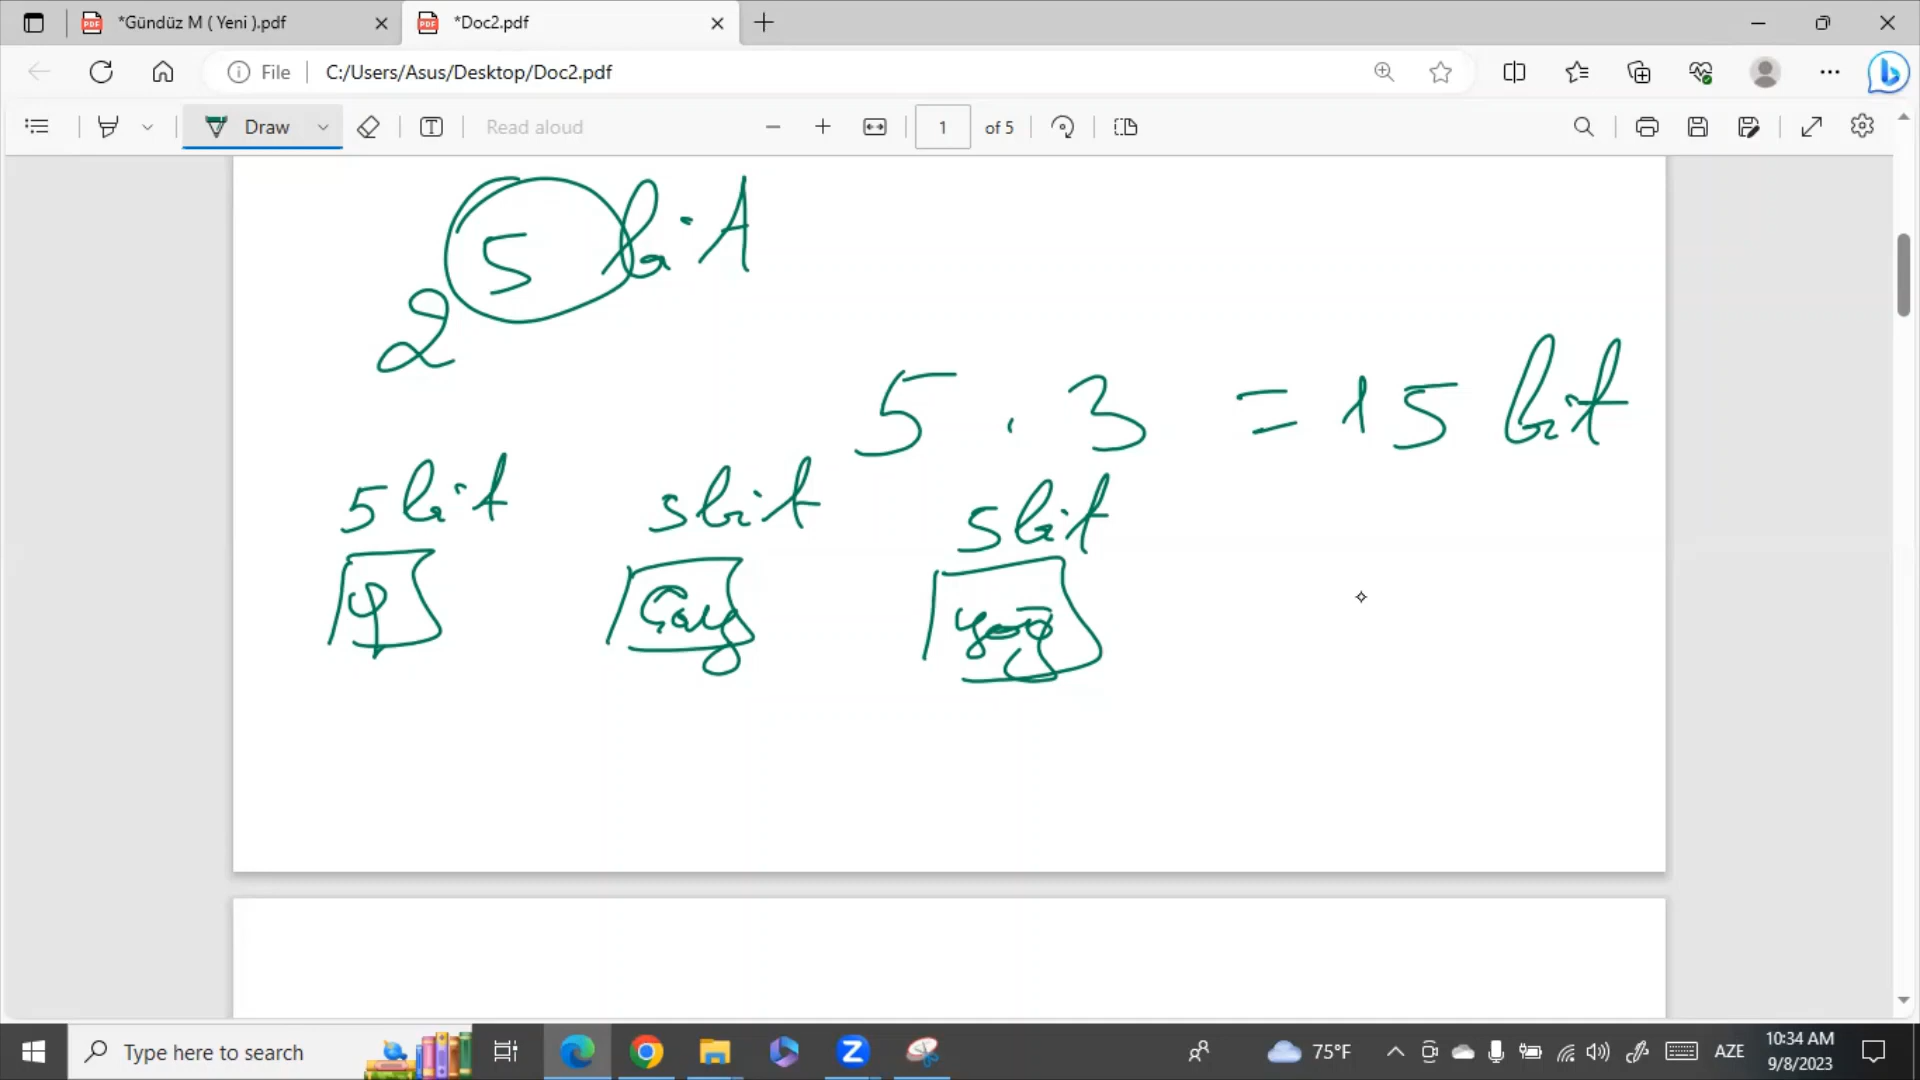 *Gündüz M ( Yeni ).pdf
*Doc2.pdf
File
C:/Users/Asus/Desktop/Doc2.pdf
Draw
Read aloud
1 of 5
2 5 bit
5 . 3 = 15 bit
5 bit 5 bit 5 bit
Type here to search
75°F
AZE
10:34 AM
9/8/2023